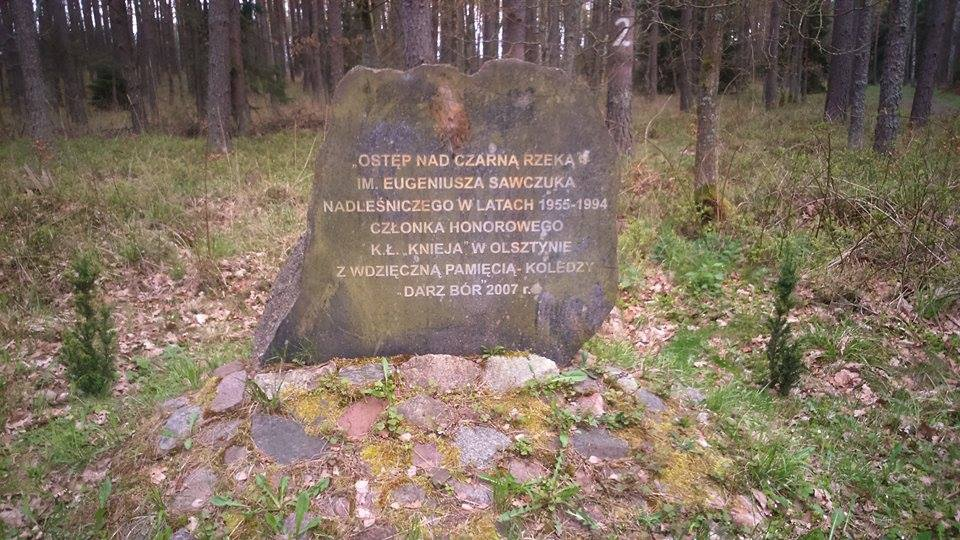 2
„OSTĘP NAD CZARNĄ RZEKĄ”
IM. EUGENIUSZA SAWCZUKA
NADLEŚNICZEGO W LATACH 1955-1994
CZŁONKA HONOROWEGO
K.Ł. „KNIEJA” W OLSZTYNIE
Z WDZIĘCZNĄ PAMIĘCIĄ - KOLEDZY
„DARZ BÓR” 2007 r.